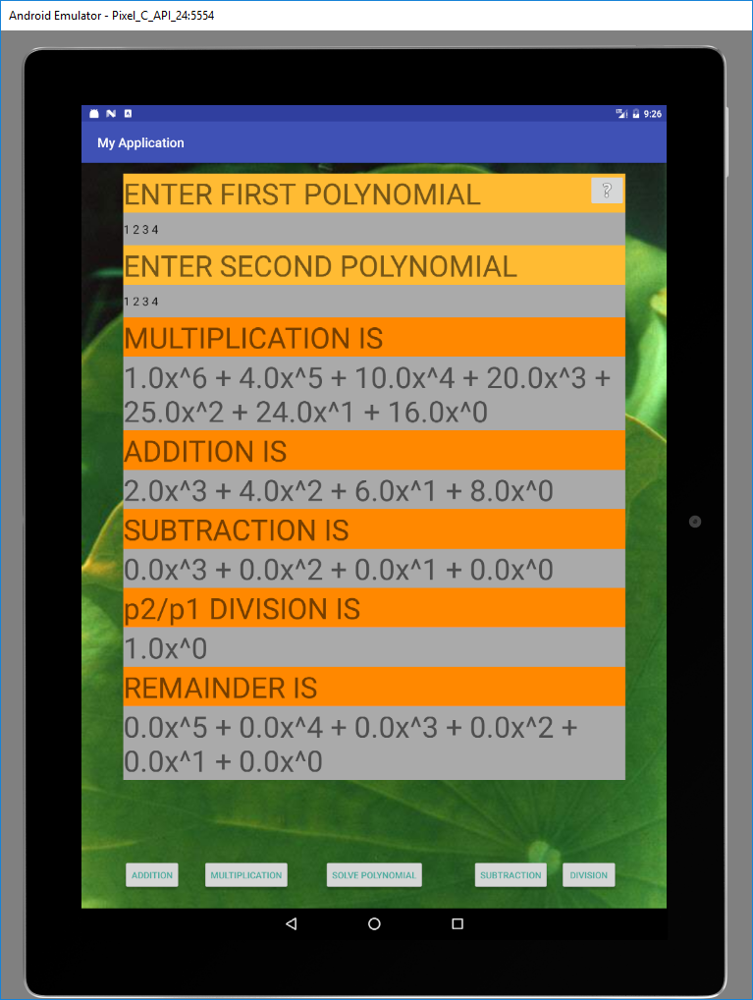 Android Emulator - Pixel_C_API_24:5554
9:26
My Application
ENTER FIRST POLYNOMIAL
?
1 2 3 4
ENTER SECOND POLYNOMIAL
1 2 3 4
MULTIPLICATION IS
1.0x^6 + 4.0x^5 + 10.0x^4 + 20.0x^3 +
25.0x^2 + 24.0x^1 + 16.0x^0
ADDITION IS
2.0x^3 + 4.0x^2 + 6.0x^1 + 8.0x^0
SUBTRACTION IS
0.0x^3 + 0.0x^2 + 0.0x^1 + 0.0x^0
p2/p1 DIVISION IS
1.0x^0
REMAINDER IS
0.0x^5 + 0.0x^4 + 0.0x^3 + 0.0x^2 +
0.0x^1 + 0.0x^0
ADDITION MULTIPLICATION SOLVE POLYNOMIAL SUBTRACTION DIVISION